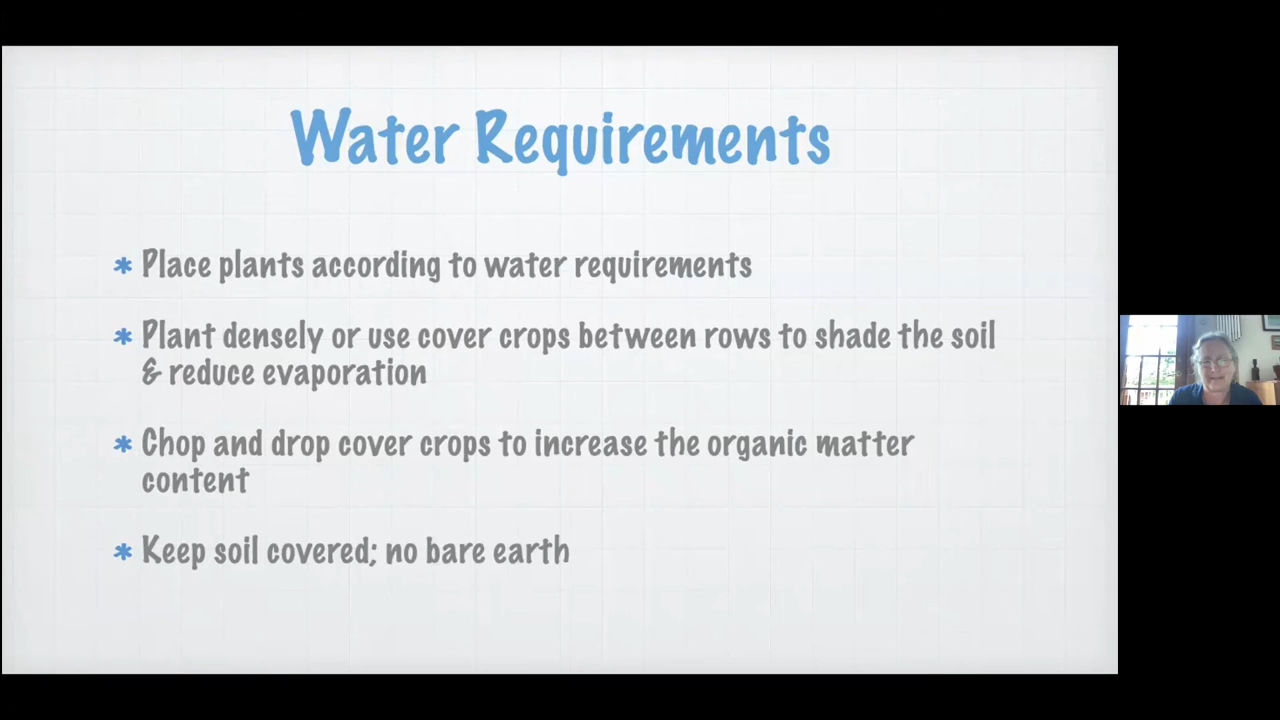 Water Requirements
* Place plants according to water requirements
* Plant densely or use cover crops between rows to shade the soil
& reduce evaporation
* Chop and drop cover crops to increase the organic matter
content
* Keep soil covered; no bare earth